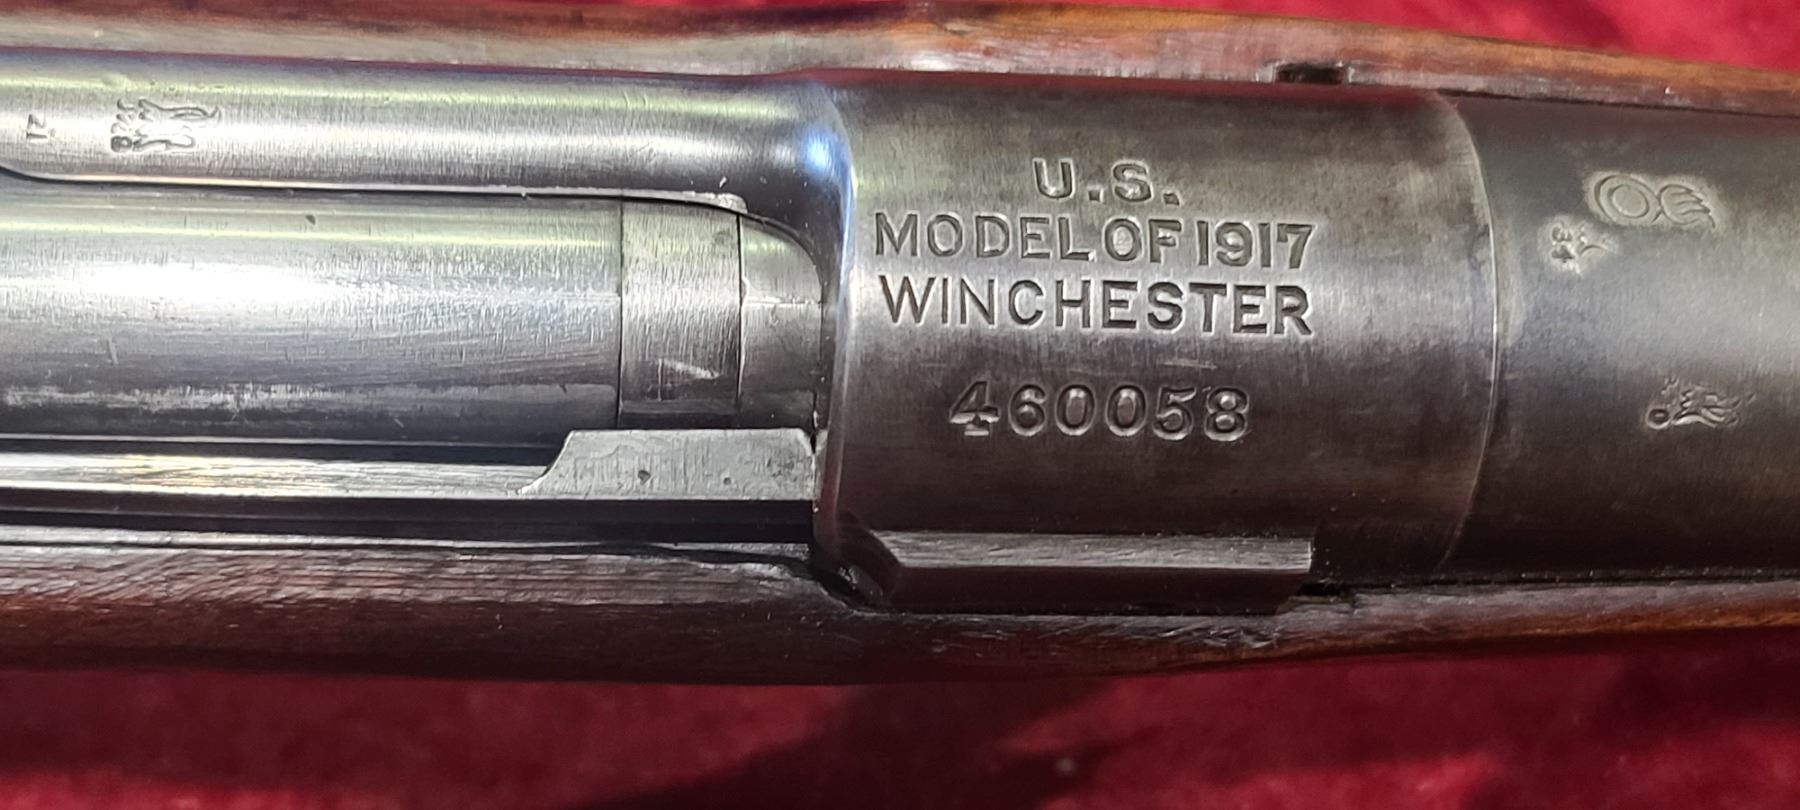 U.S.
MODEL OF 1917
WINCHESTER
460058